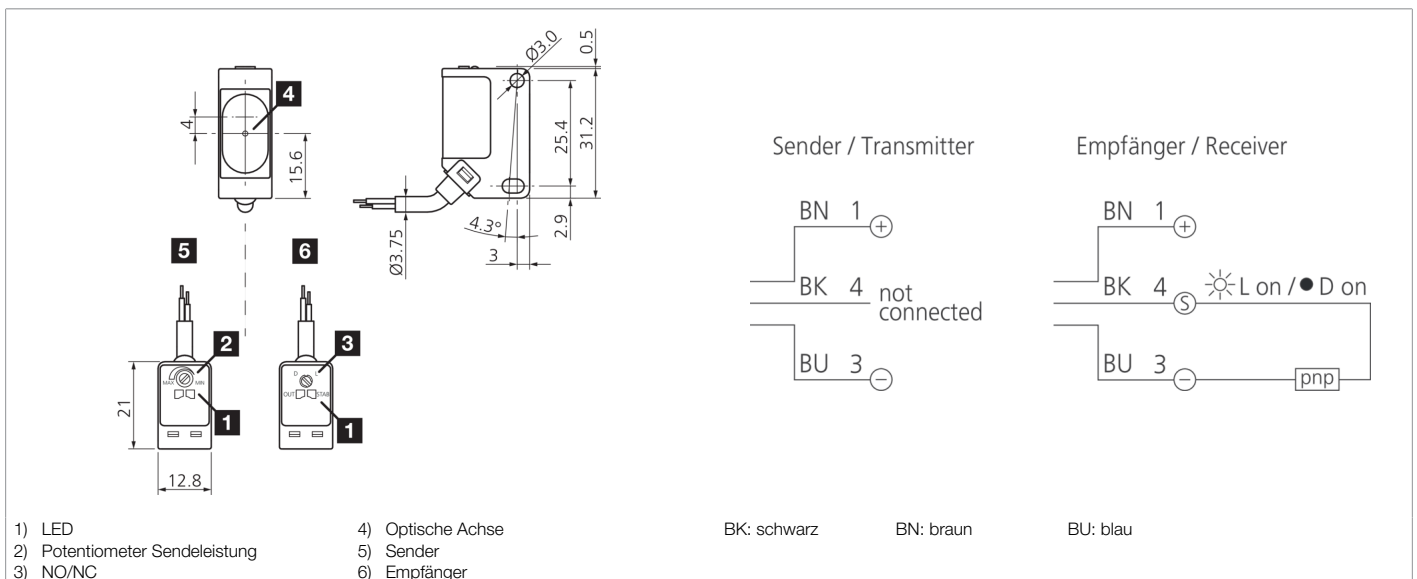 4
4
15.6
Ø3.0
0.5
25.4
31.2
2.9
4.3°
3
Ø3.75
5
6
2
3
MAX
MIN
D
L
OUT
STAB
1
1
21
12.8
Sender / Transmitter
BN 1
+
BK 4 not
connected
BU 3
−
Empfänger / Receiver
BN 1
+
BK 4 S L on / D on
BU 3
−
pnp
1) LED
2) Potentiometer Sendeleistung
3) NO/NC
4) Optische Achse
5) Sender
6) Empfänger
BK: schwarz BN: braun BU: blau